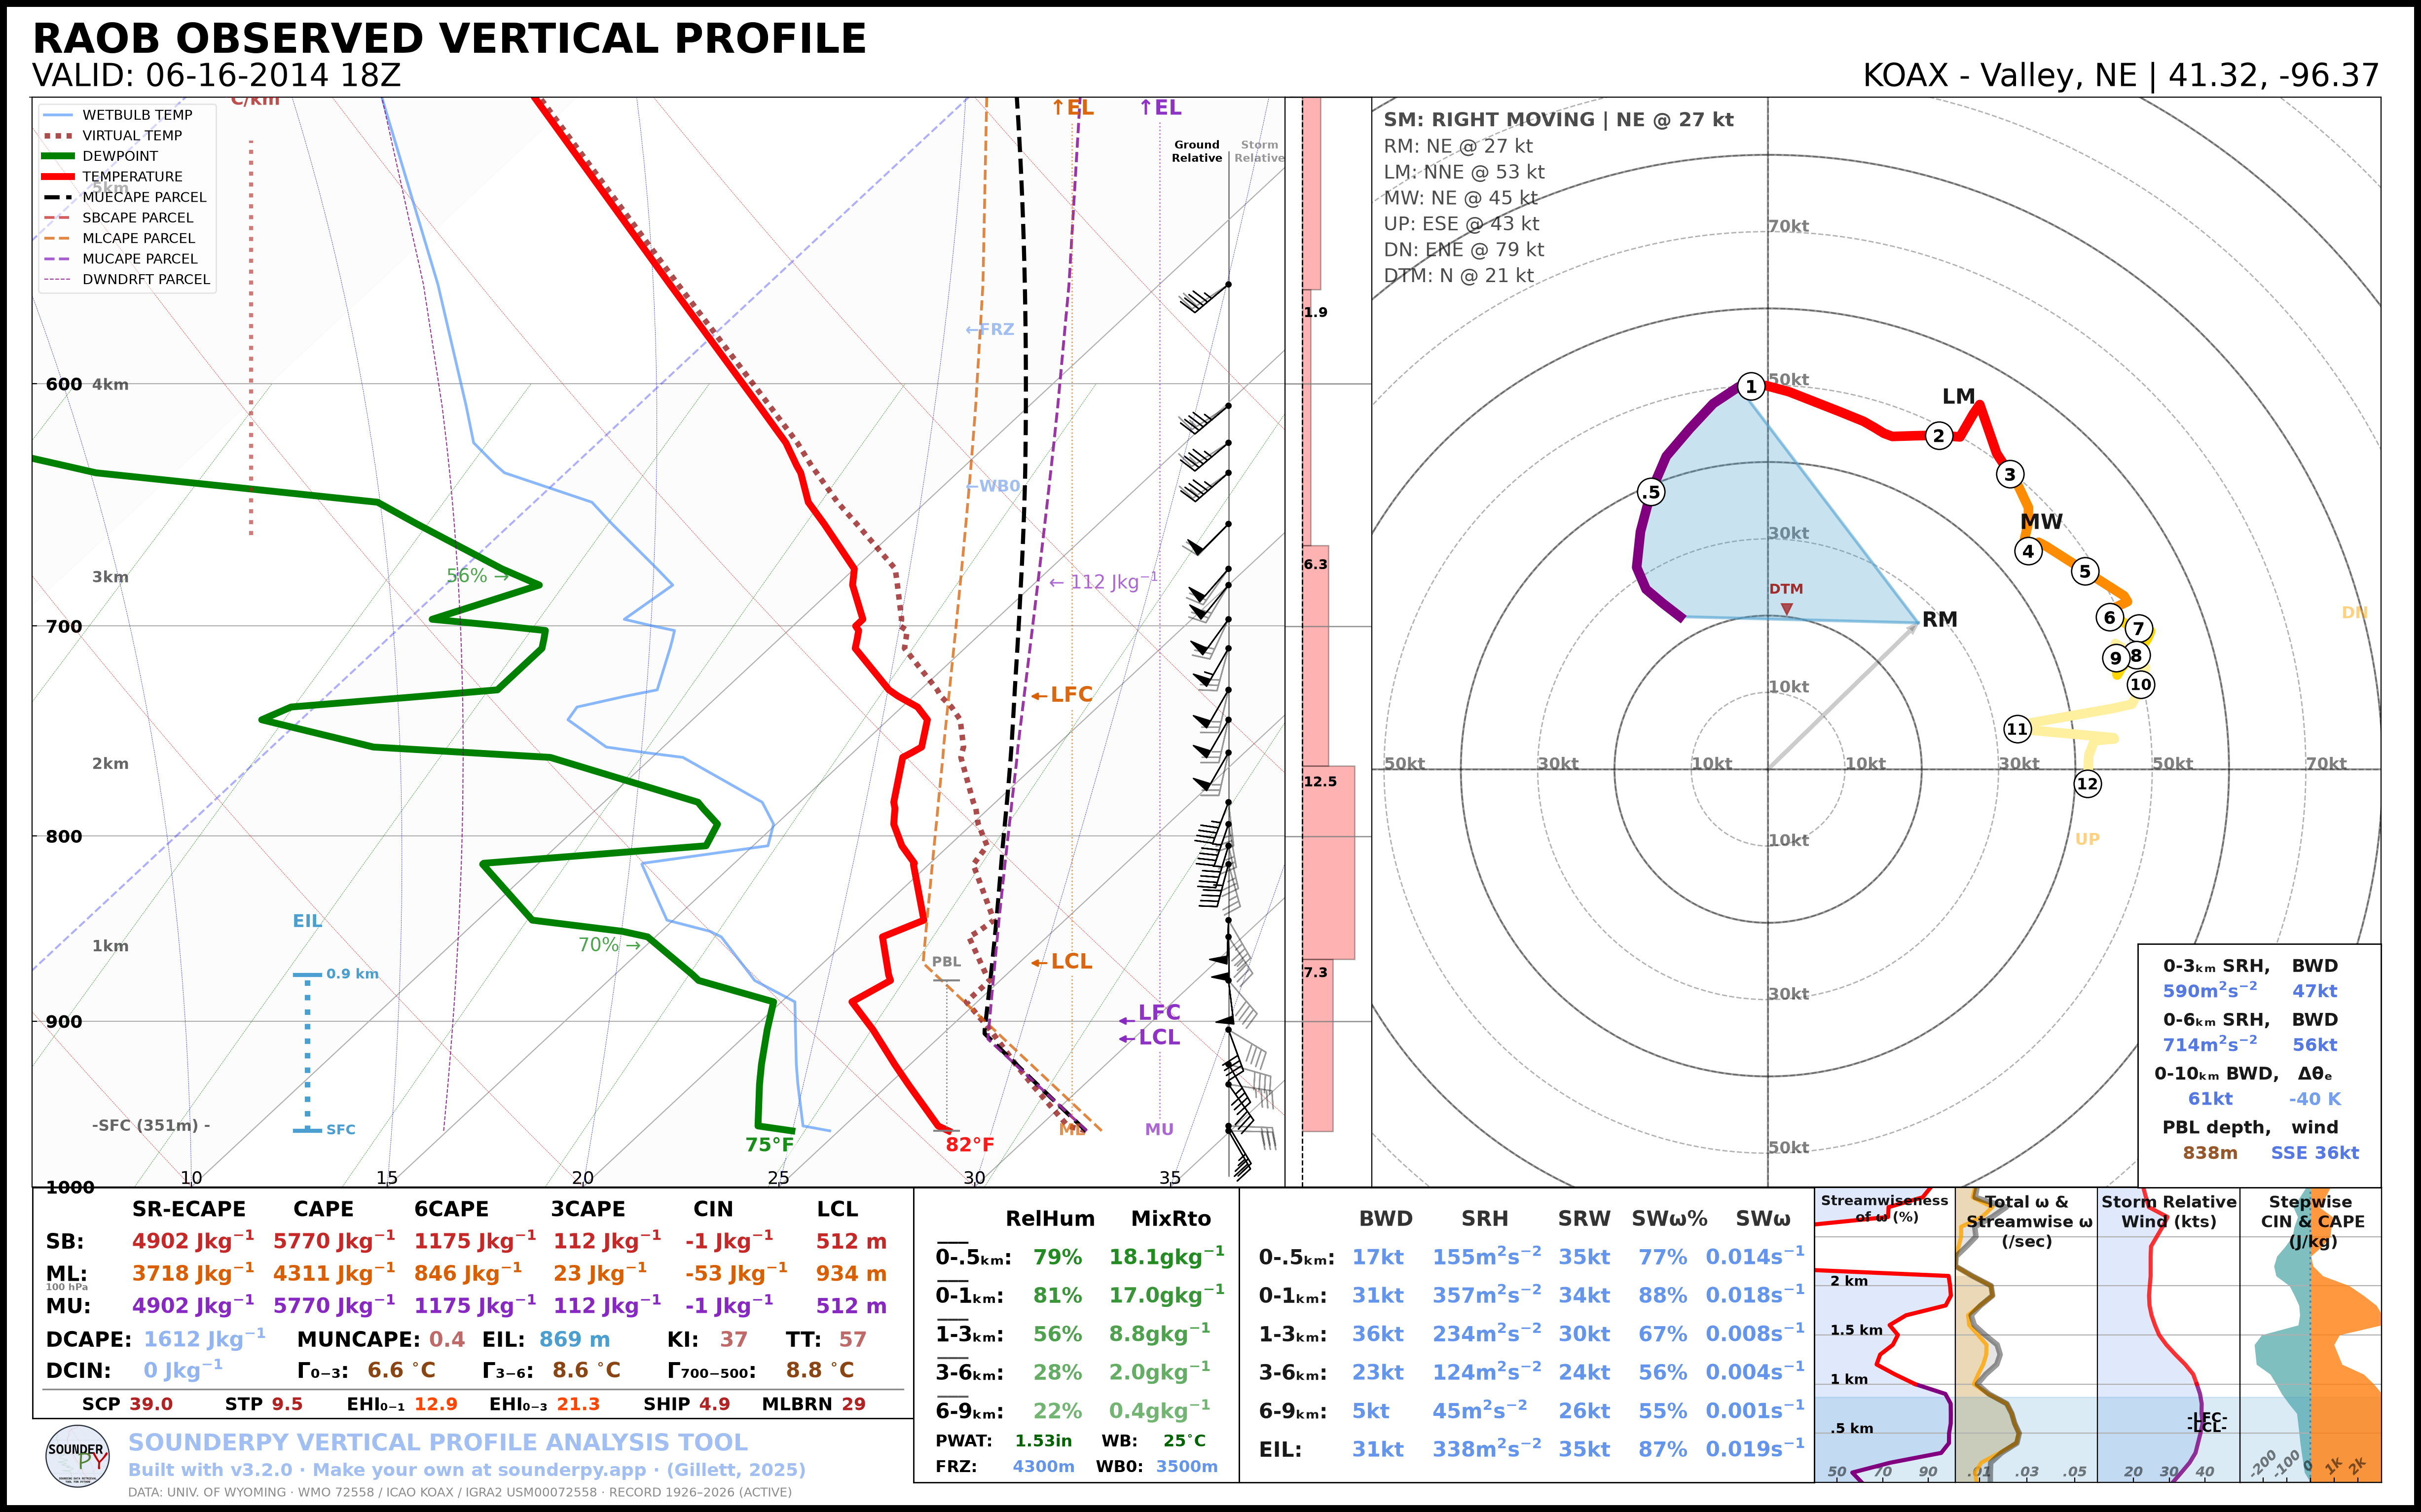 RAOB OBSERVED VERTICAL PROFILE
VALID: 06-16-2014 18Z
KOAX - Valley, NE | 41.32, -96.37
C/km
WETBULB TEMP
VIRTUAL TEMP
DEWPOINT
TEMPERATURE
MUECAPE PARCEL
SBCAPE PARCEL
MLCAPE PARCEL
MUCAPE PARCEL
DWNDRFT PARCEL
↑EL ↑EL
Ground Relative
Storm Relative
5km
←FRZ
600 4km
←WB0
56% →
3km
← 112 Jkg⁻¹
700
←LFC
2km
800
EIL
70% →
1km
PBL
←LCL
0.9 km
900
←LFC
←LCL
-SFC (351m) -
SFC
ML
MU
75°F
82°F
10 15 20 25 30 35
1000
1.9
6.3
12.5
7.3
SM: RIGHT MOVING | NE @ 27 kt
RM: NE @ 27 kt
LM: NNE @ 53 kt
MW: NE @ 45 kt
UP: ESE @ 43 kt
DN: ENE @ 79 kt
DTM: N @ 21 kt
70kt
50kt
30kt
10kt
50kt 30kt 10kt 10kt 30kt 50kt 70kt
10kt
30kt
50kt
.5
1
2
3
4
5
6
7
8
9
10
11
12
LM
MW
DTM
RM
DN
UP
0-3km SRH, BWD
590m²s⁻² 47kt
0-6km SRH, BWD
714m²s⁻² 56kt
0-10km BWD, Δθₑ
61kt -40 K
PBL depth, wind
838m SSE 36kt
SR-ECAPE CAPE 6CAPE 3CAPE CIN LCL
SB: 4902 Jkg⁻¹ 5770 Jkg⁻¹ 1175 Jkg⁻¹ 112 Jkg⁻¹ -1 Jkg⁻¹ 512 m
ML: 3718 Jkg⁻¹ 4311 Jkg⁻¹ 846 Jkg⁻¹ 23 Jkg⁻¹ -53 Jkg⁻¹ 934 m
100 hPa
MU: 4902 Jkg⁻¹ 5770 Jkg⁻¹ 1175 Jkg⁻¹ 112 Jkg⁻¹ -1 Jkg⁻¹ 512 m
DCAPE: 1612 Jkg⁻¹ MUNCAPE: 0.4 EIL: 869 m KI: 37 TT: 57
DCIN: 0 Jkg⁻¹ Γ₀₋₃: 6.6 °C Γ₃₋₆: 8.6 °C Γ₇₀₀₋₅₀₀: 8.8 °C
SCP 39.0 STP 9.5 EHI₀₋₁ 12.9 EHI₀₋₃ 21.3 SHIP 4.9 MLBRN 29
SOUNDERPY
SOUNDERPY VERTICAL PROFILE ANALYSIS TOOL
Built with v3.2.0 · Make your own at sounderpy.app · (Gillett, 2025)
DATA: UNIV. OF WYOMING · WMO 72558 / ICAO KOAX / IGRA2 USM00072558 · RECORD 1926–2026 (ACTIVE)
RelHum MixRto
0-.5km: 79% 18.1gkg⁻¹
0-1km: 81% 17.0gkg⁻¹
1-3km: 56% 8.8gkg⁻¹
3-6km: 28% 2.0gkg⁻¹
6-9km: 22% 0.4gkg⁻¹
PWAT: 1.53in WB: 25°C
FRZ: 4300m WB0: 3500m
BWD SRH SRW SWω% SWω
0-.5km: 17kt 155m²s⁻² 35kt 77% 0.014s⁻¹
0-1km: 31kt 357m²s⁻² 34kt 88% 0.018s⁻¹
1-3km: 36kt 234m²s⁻² 30kt 67% 0.008s⁻¹
3-6km: 23kt 124m²s⁻² 24kt 56% 0.004s⁻¹
6-9km: 5kt 45m²s⁻² 26kt 55% 0.001s⁻¹
EIL: 31kt 338m²s⁻² 35kt 87% 0.019s⁻¹
Streamwiseness
of ω (%)
2 km
1.5 km
1 km
.5 km
50 70 90
Total ω &
Streamwise ω
(/sec)
.01 .03 .05
Storm Relative
Wind (kts)
-LFC-
-LCL-
20 30 40
Stepwise
CIN & CAPE
(J/kg)
-200 -100 0 1k 2k